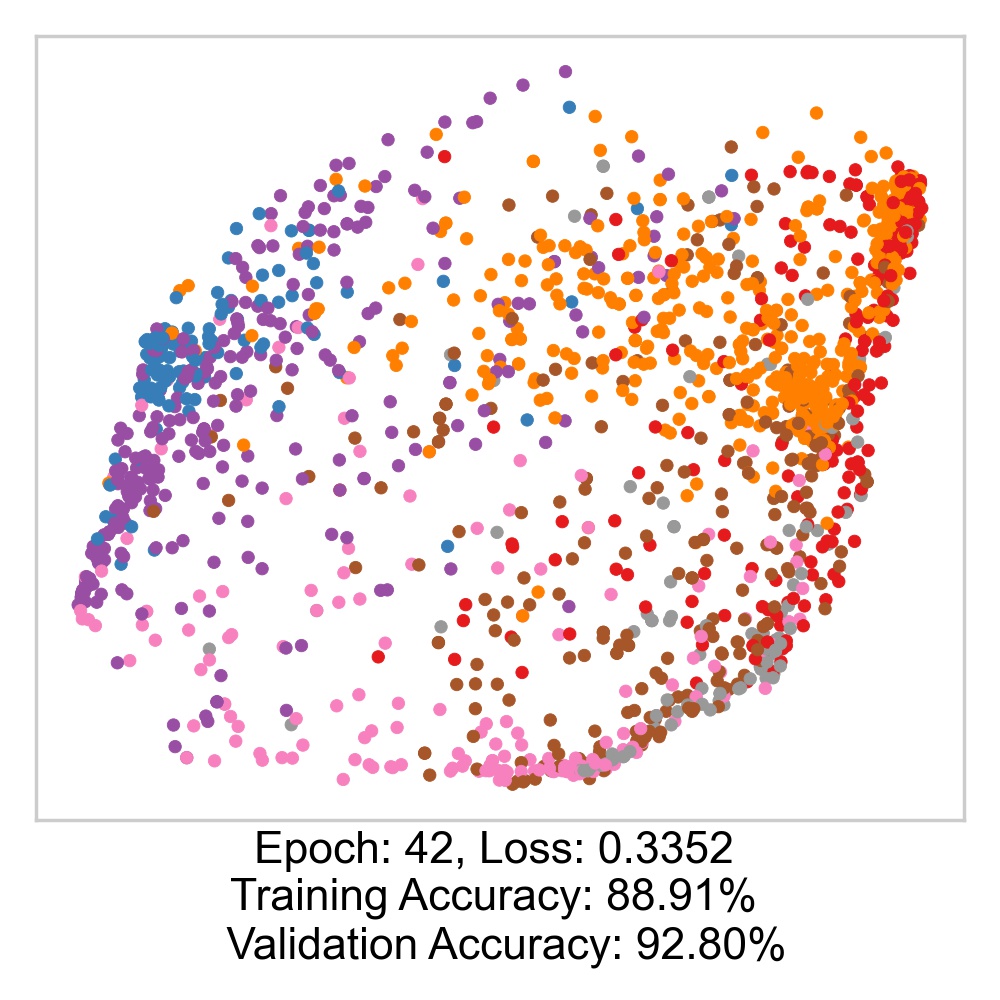 Epoch: 42, Loss: 0.3352
Training Accuracy: 88.91%
Validation Accuracy: 92.80%